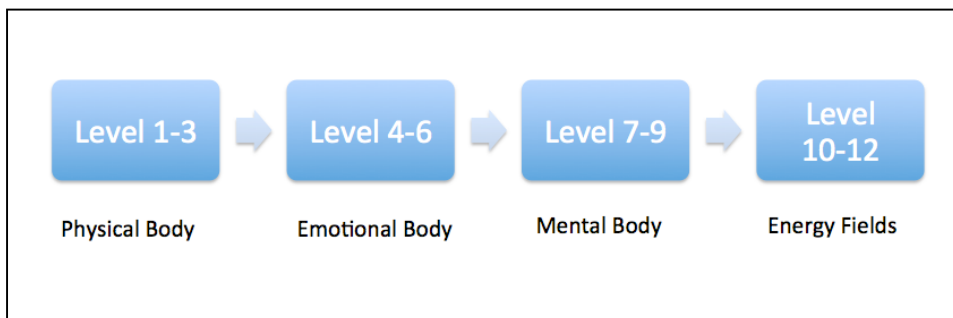 Level 1-3
Level 4-6
Level 7-9
Level
10-12
Physical Body
Emotional Body
Mental Body
Energy Fields